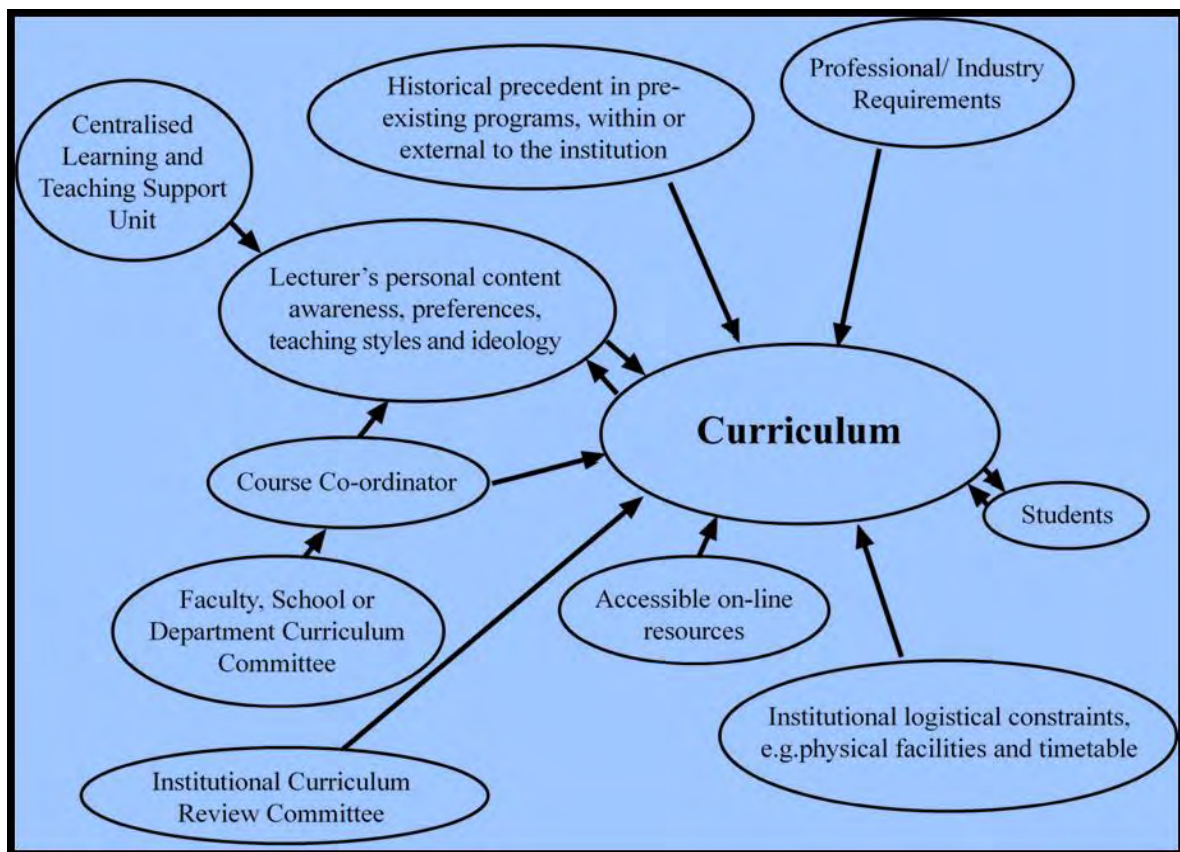 Professional/ Industry
Requirements
Historical precedent in pre-
existing programs, within or
external to the institution
Centralised
Learning and
Teaching Support
Unit
Lecturer’s personal content
awareness, preferences,
teaching styles and ideology
Curriculum
Course Co-ordinator
Students
Faculty, School or
Department Curriculum
Committee
Accessible on-line
resources
Institutional logistical constraints,
e.g.physical facilities and timetable
Institutional Curriculum
Review Committee